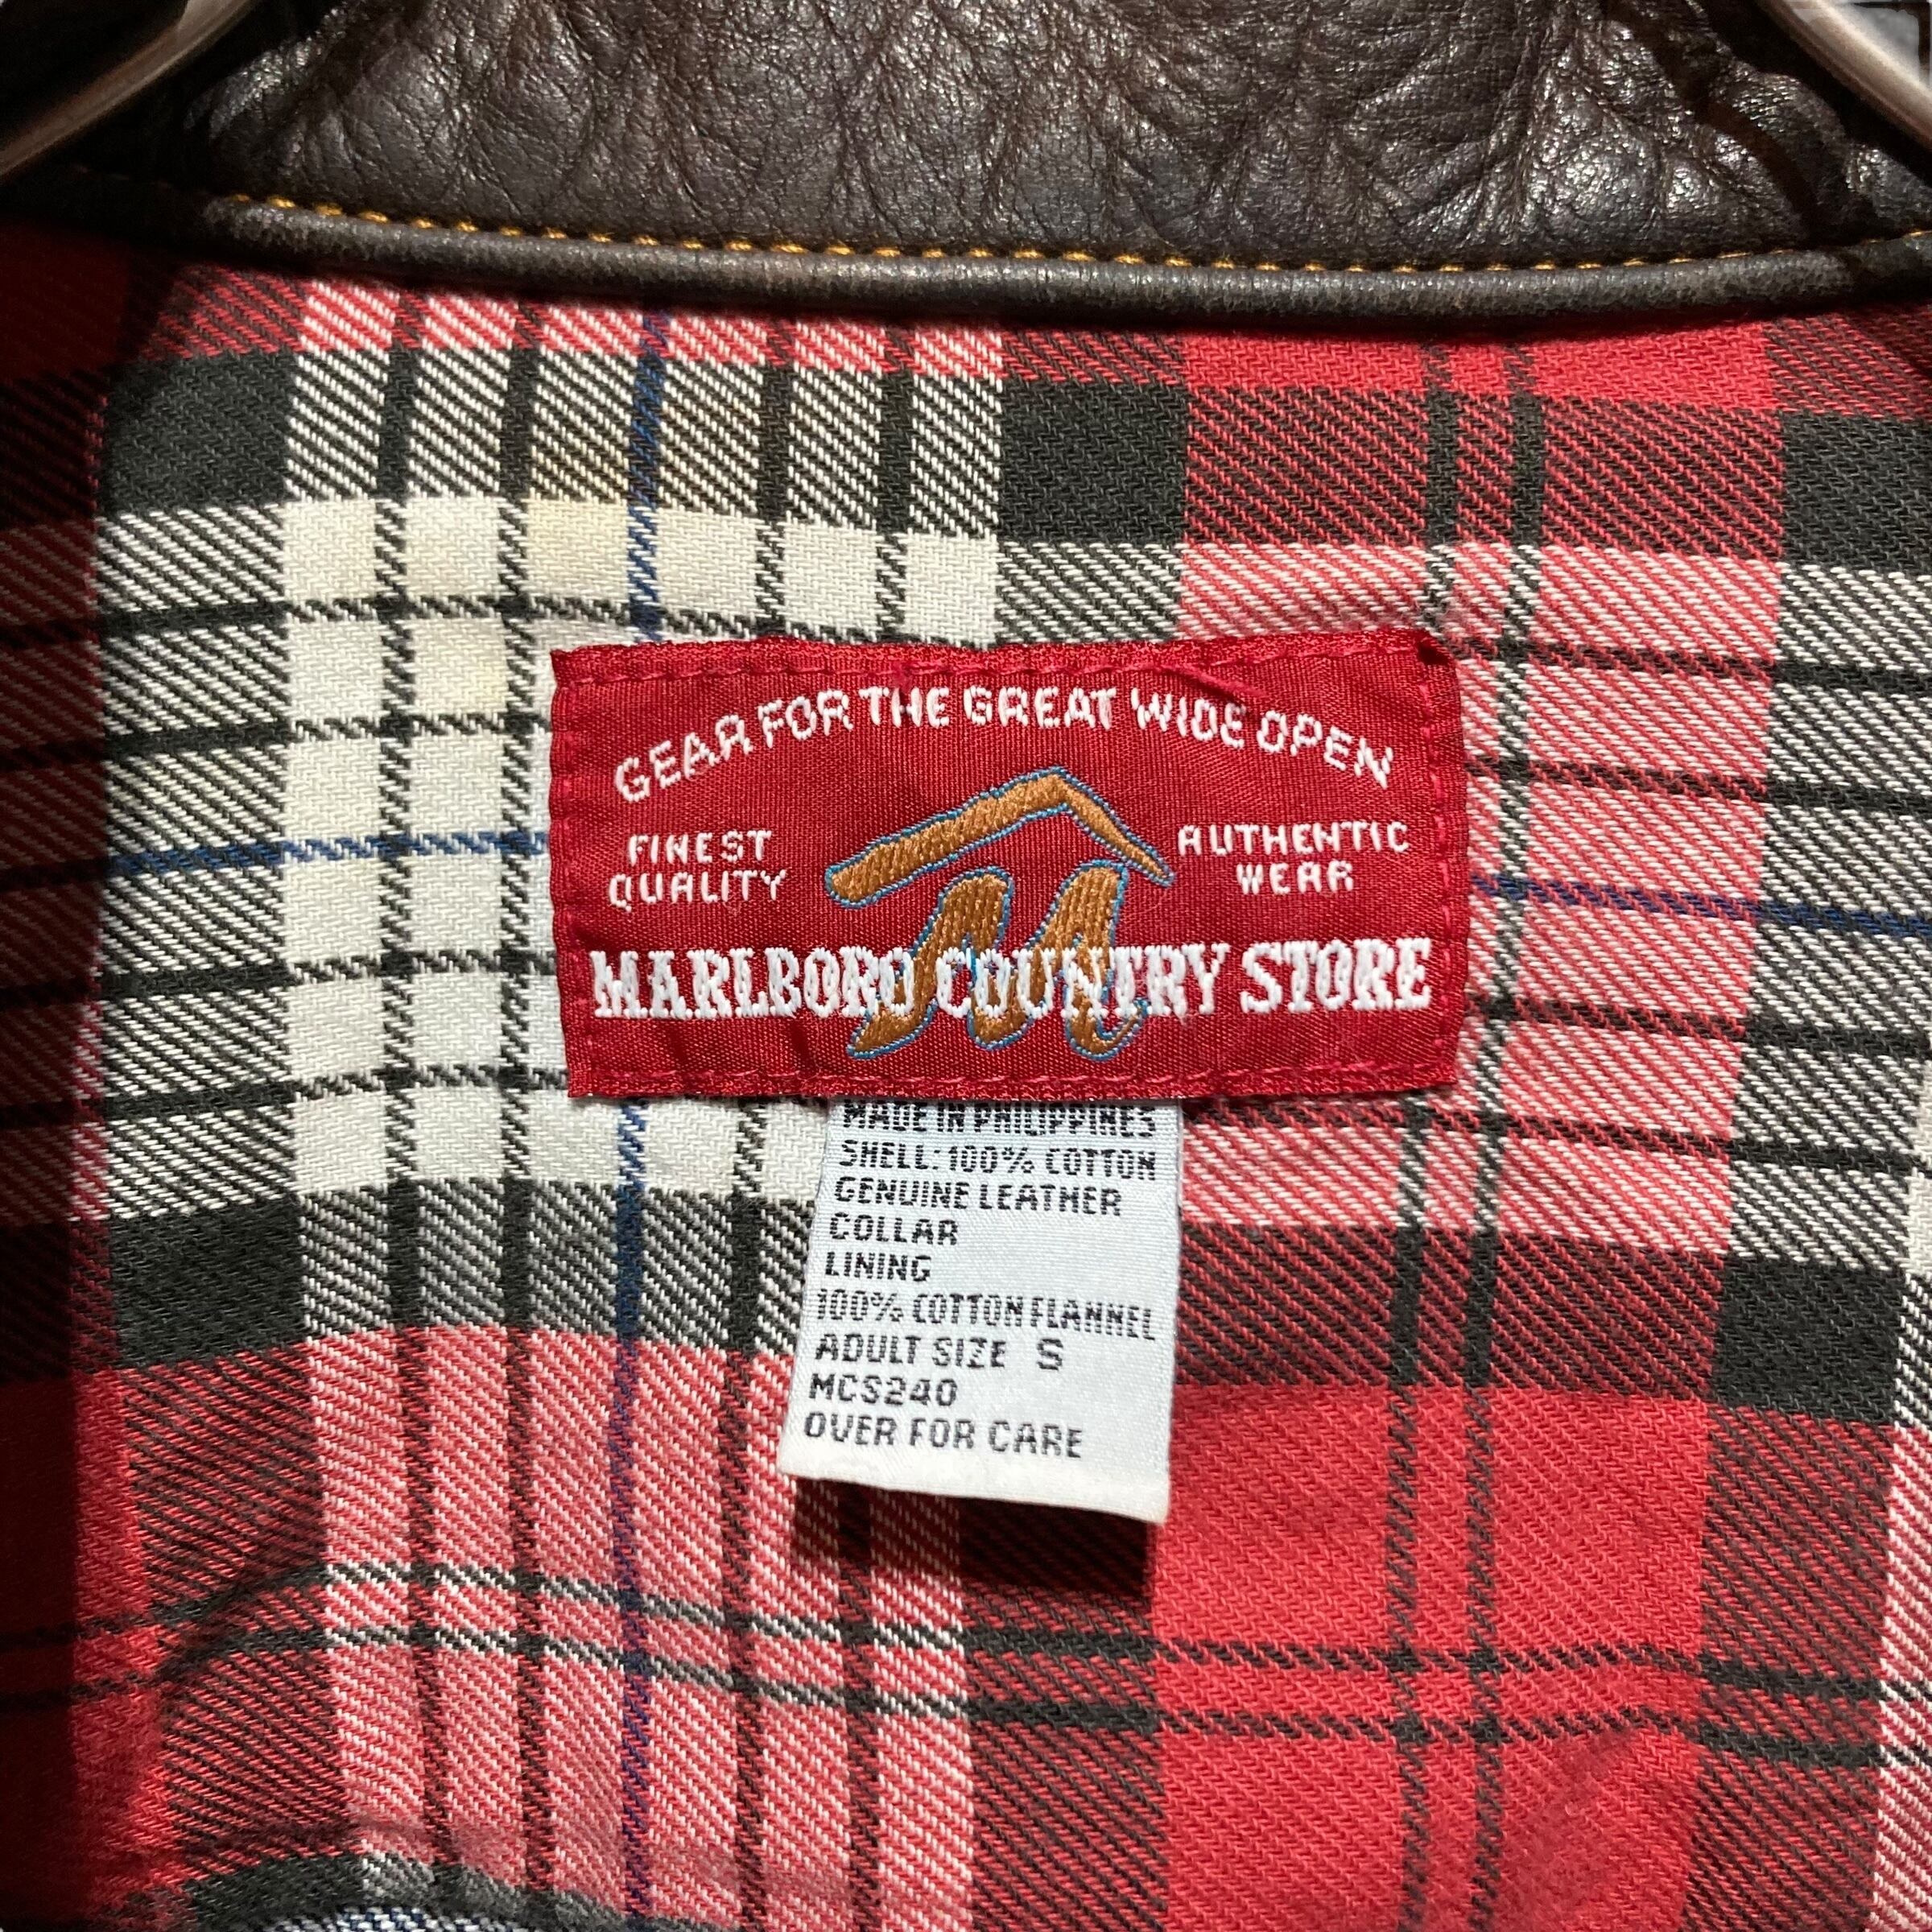 GEAR FOR THE GREAT WIDE OPEN
FINEST
QUALITY
AUTHENTIC
WEAR
M
MARLBORO COUNTRY STORE
MADE IN PHILIPPINES
SHELL: 100% COTTON
GENUINE LEATHER
COLLAR
LINING
100% COTTON FLANNEL
ADULT SIZE S
MCS240
OVER FOR CARE